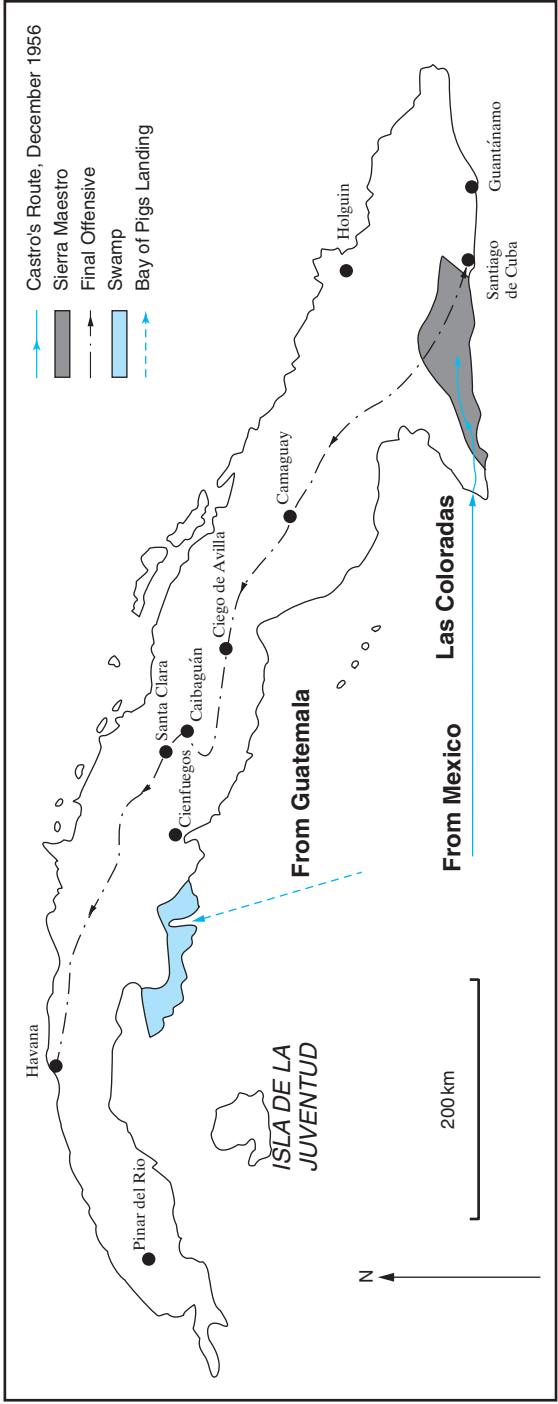 Castro's Route, December 1956
Sierra Maestro
Final Offensive
Swamp
Bay of Pigs Landing
Havana
Pinar del Rio
Santa Clara
Caibaguán
Cienfuegos
Ciego de Avilla
Camaguay
Holguin
Guantánamo
Santiago
de Cuba
From Guatemala
Las Coloradas
From Mexico
ISLA DE LA
JUVENTUD
200 km
N